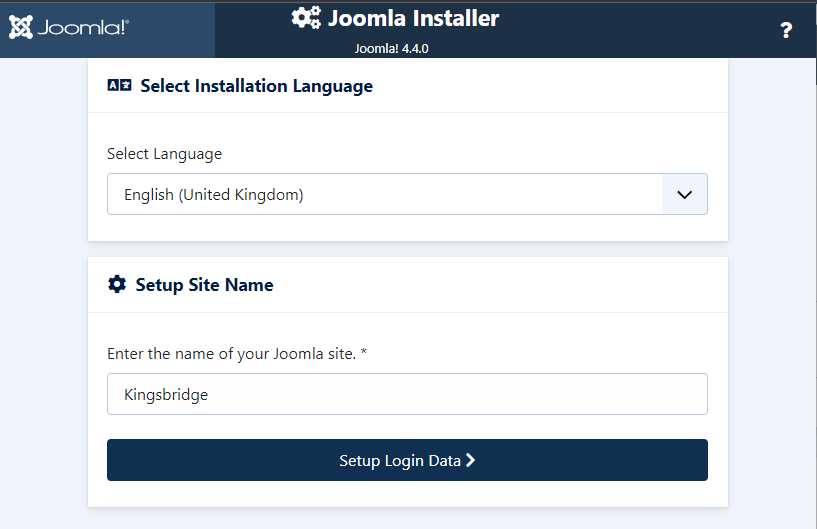 Joomla!®
Joomla Installer
?
Joomla! 4.4.0
Select Installation Language
Select Language
English (United Kingdom)
Setup Site Name
Enter the name of your Joomla site. *
Kingsbridge
Setup Login Data